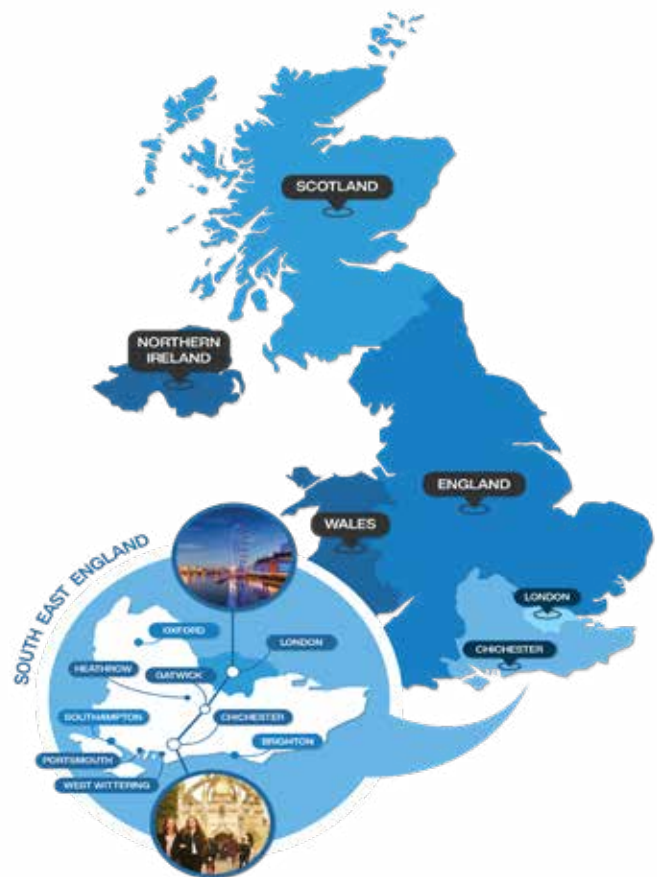 SCOTLAND
NORTHERN
IRELAND
ENGLAND
WALES
LONDON
CHICHESTER
SOUTH EAST ENGLAND
OXFORD
LONDON
HEATHROW
GATWICK
SOUTHAMPTON
CHICHESTER
PORTSMOUTH
BRIGHTON
WEST WITTERING